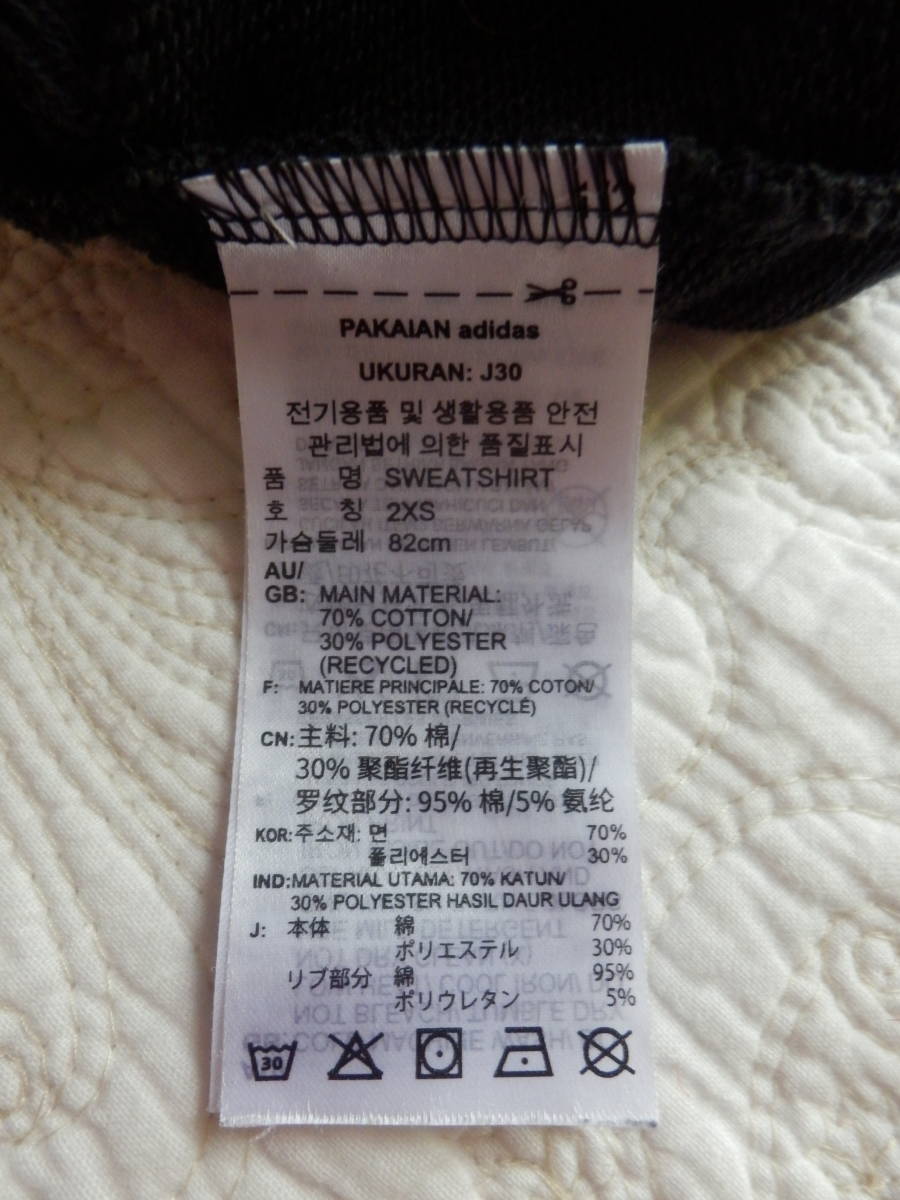 PAKAIAN adidas
UKURAN: J30
전기용품 및 생활용품 안전
관리법에 의한 품질표시
품 명 SWEATSHIRT
호 칭 2XS
가슴둘레 82cm
AU/
GB: MAIN MATERIAL:
70% COTTON/
30% POLYESTER
(RECYCLED)
F: MATIERE PRINCIPALE: 70% COTON/
30% POLYESTER (RECYCLÉ)
CN:主料: 70% 棉/
30% 聚酯纤维(再生聚酯)/
罗纹部分: 95% 棉/5% 氨纶
KOR:주소재: 면 70%
폴리에스터 30%
IND:MATERIAL UTAMA: 70% KATUN/
30% POLYESTER HASIL DAUR ULANG
J: 本体 綿 70%
ポリエステル 30%
リブ部分 綿 95%
ポリウレタン 5%
30